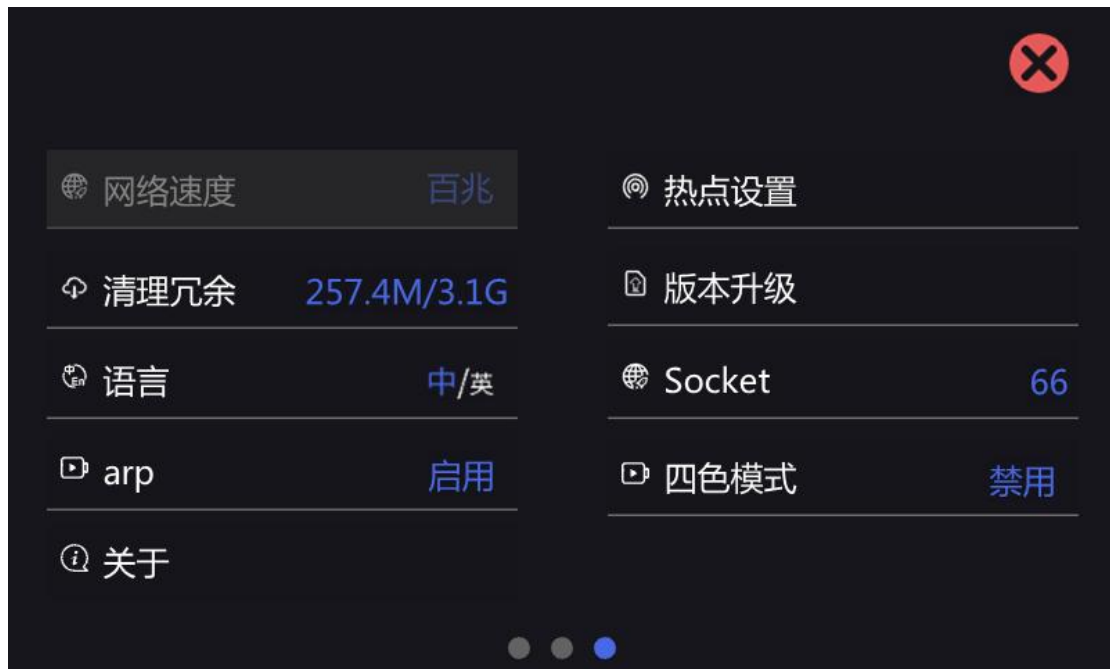 网络速度 百兆
热点设置
清理冗余 257.4M/3.1G
版本升级
语言 中/英
Socket 66
arp 启用
四色模式 禁用
关于